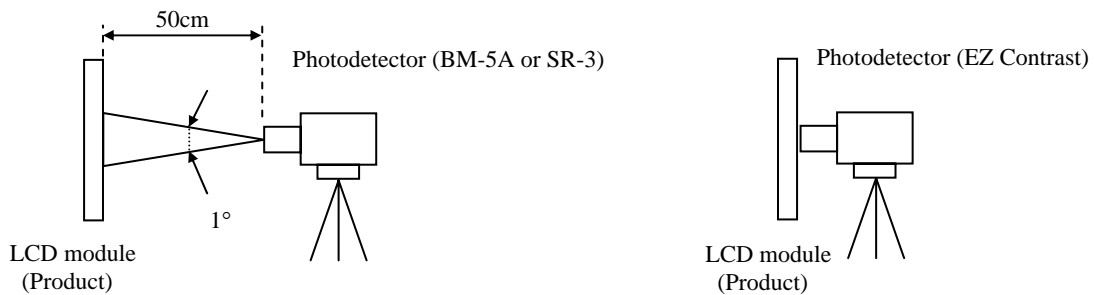 50cm
Photodetector (BM-5A or SR-3)
1°
LCD module
(Product)
Photodetector (EZ Contrast)
LCD module
(Product)